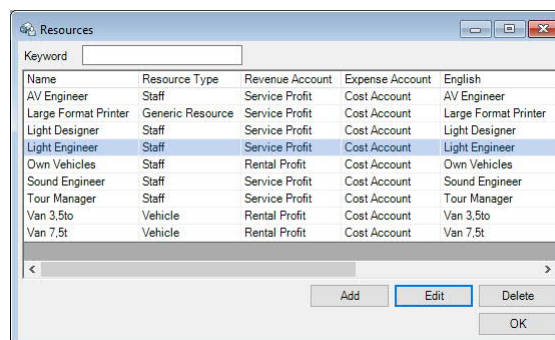 Resources
Keyword
Name Resource Type Revenue Account Expense Account English
AV Engineer Staff Service Profit Cost Account AV Engineer
Large Format Printer Generic Resource Service Profit Cost Account Large Format Printer
Light Designer Staff Service Profit Cost Account Light Designer
Light Engineer Staff Service Profit Cost Account Light Engineer
Own Vehicles Staff Rental Profit Cost Account Own Vehicles
Sound Engineer Staff Service Profit Cost Account Sound Engineer
Tour Manager Staff Service Profit Cost Account Tour Manager
Van 3,5to Vehicle Rental Profit Cost Account Van 3,5to
Van 7,5t Vehicle Rental Profit Cost Account Van 7,5t
Add Edit Delete
OK